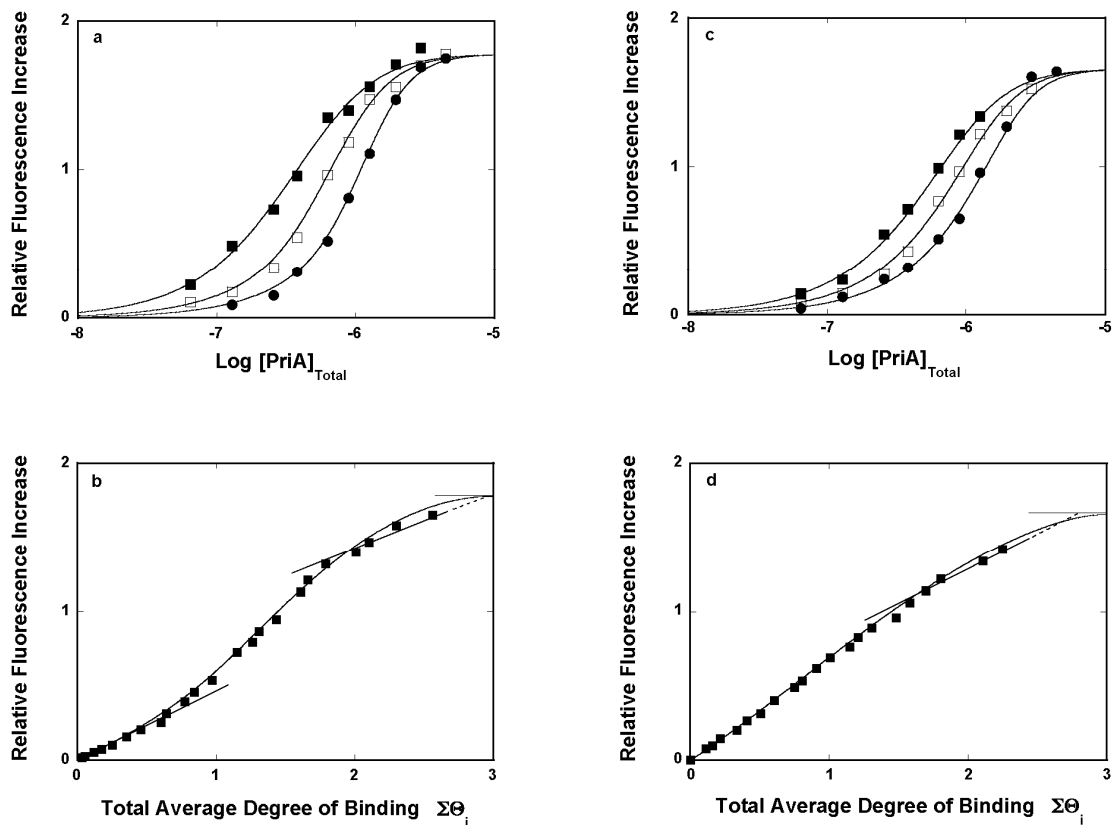 a
Relative Fluorescence Increase
2
1
0
-8
-7
-6
-5
Log [PriA]Total
c
Relative Fluorescence Increase
2
1
0
-8
-7
-6
-5
Log [PriA]Total
b
Relative Fluorescence Increase
2
1
0
0
1
2
3
Total Average Degree of Binding ΣΘi
d
Relative Fluorescence Increase
2
1
0
0
1
2
3
Total Average Degree of Binding ΣΘi